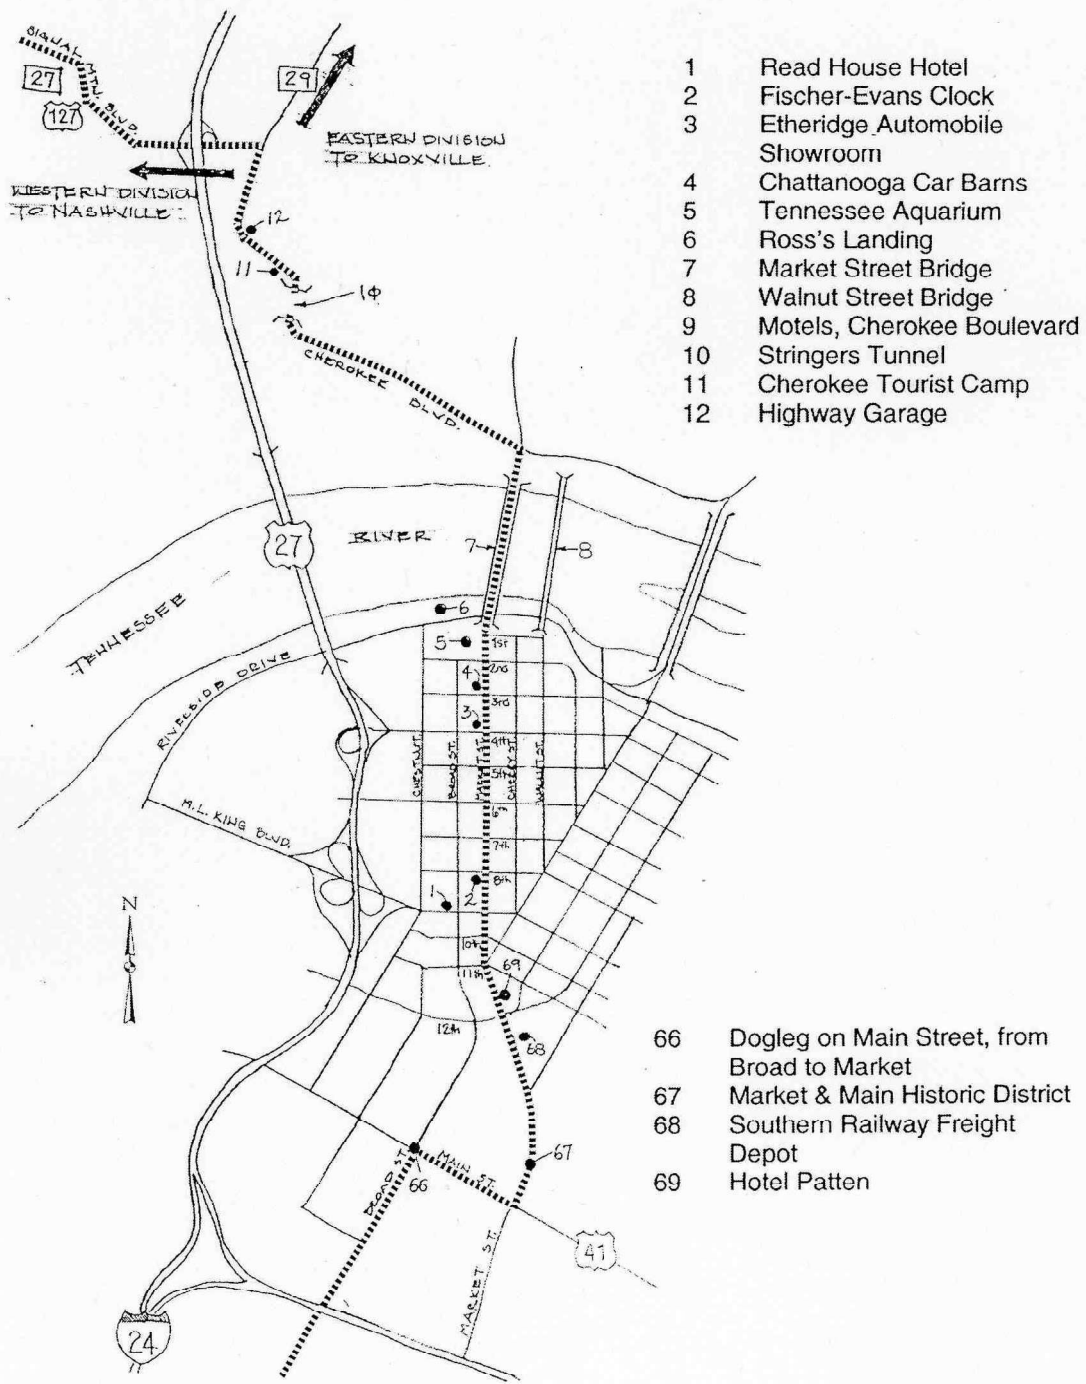 SIGNAL MTN. BLVD.
27
127
29
EASTERN DIVISION
TO KNOXVILLE
WESTERN DIVISION
TO NASHVILLE
12
11
10
CHEROKEE BLVD.
1 Read House Hotel
2 Fischer-Evans Clock
3 Etheridge Automobile
Showroom
4 Chattanooga Car Barns
5 Tennessee Aquarium
6 Ross's Landing
7 Market Street Bridge
8 Walnut Street Bridge
9 Motels, Cherokee Boulevard
10 Stringers Tunnel
11 Cherokee Tourist Camp
12 Highway Garage
27
TENNESSEE RIVER
7
8
6
5
4
3
RIVERSIDE DRIVE
1st
2nd
3rd
4th
5th
6th
7th
8th
10th
11th
12th
CHESTNUT.
BROAD ST.
MARKET ST.
CHERRY ST.
WALNUT ST.
M.L. KING BLVD.
1
2
N
69
68
67
66
BROAD ST.
MAIN ST.
MARKET ST.
41
24
66 Dogleg on Main Street, from
Broad to Market
67 Market & Main Historic District
68 Southern Railway Freight
Depot
69 Hotel Patten